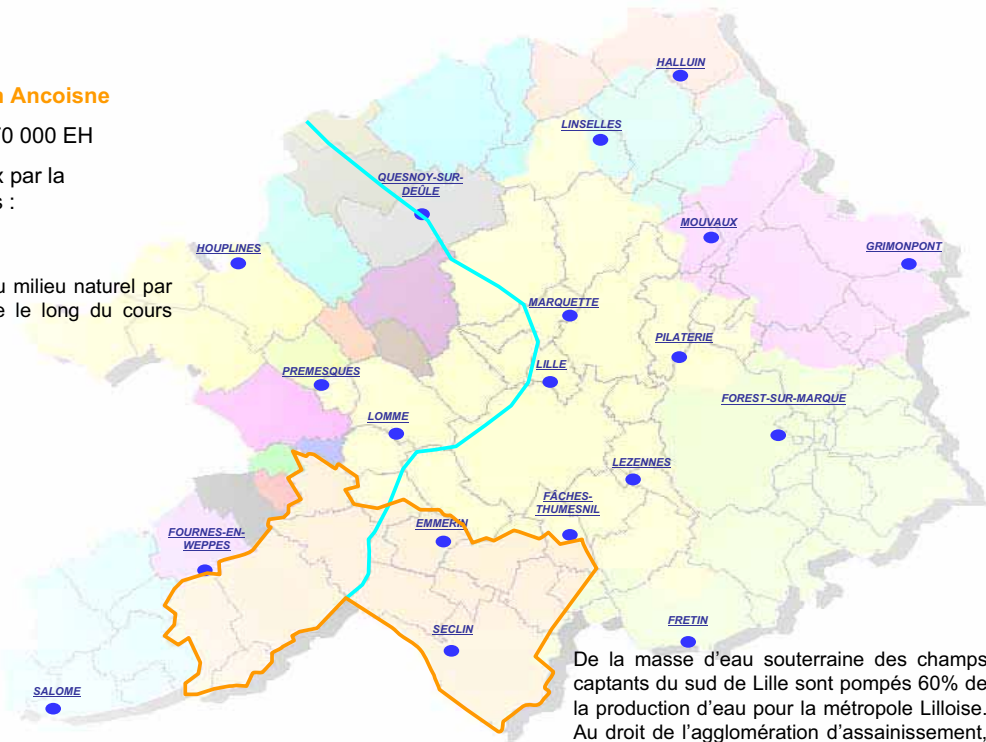 n Ancoisne
70 000 EH
x par la
s :
u milieu naturel par
e le long du cours
HALLUIN
LINSELLES
QUESNOY-SUR-
DEÛLE
MOUVAUX
GRIMONPONT
HOUPLINES
MARQUETTE
PILATERIE
LILLE
PREMESQUES
FOREST-SUR-MARQUE
LOMME
LEZENNES
FÂCHES-
THUMESNIL
EMMERIN
FOURNES-EN-
WEPPES
FRETIN
SECLIN
SALOME
De la masse d'eau souterraine des champs
captants du sud de Lille sont pompés 60% de
la production d'eau pour la métropole Lilloise.
Au droit de l'agglomération d'assainissement,